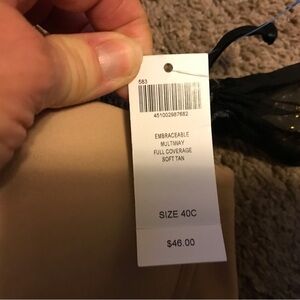 583
451002987682
EMBRACEABLE
MULTIWAY
FULL COVERAGE
SOFT TAN
SIZE 40C
$46.00